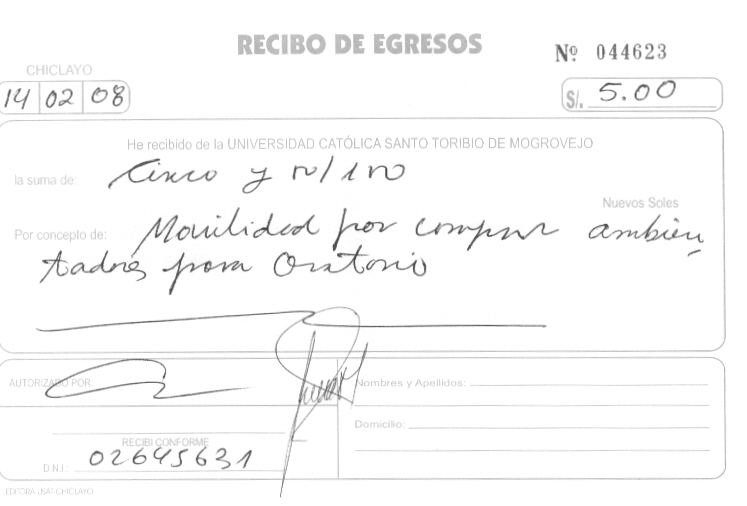 RECIBO DE EGRESOS
Nº 044623
CHICLAYO
14 02 08
S/. 5.00
He recibido de la UNIVERSIDAD CATÓLICA SANTO TORIBIO DE MOGROVEJO
la suma de: Cinco y 00/100
Nuevos Soles
Por concepto de: Movilidad por comprar ambien
tadores para Oratorio
AUTORIZADO POR:
Nombres y Apellidos:
Domicilio:
RECIBI CONFORME
D.N.I.: 02645631
EDITORA USAT-CHICLAYO